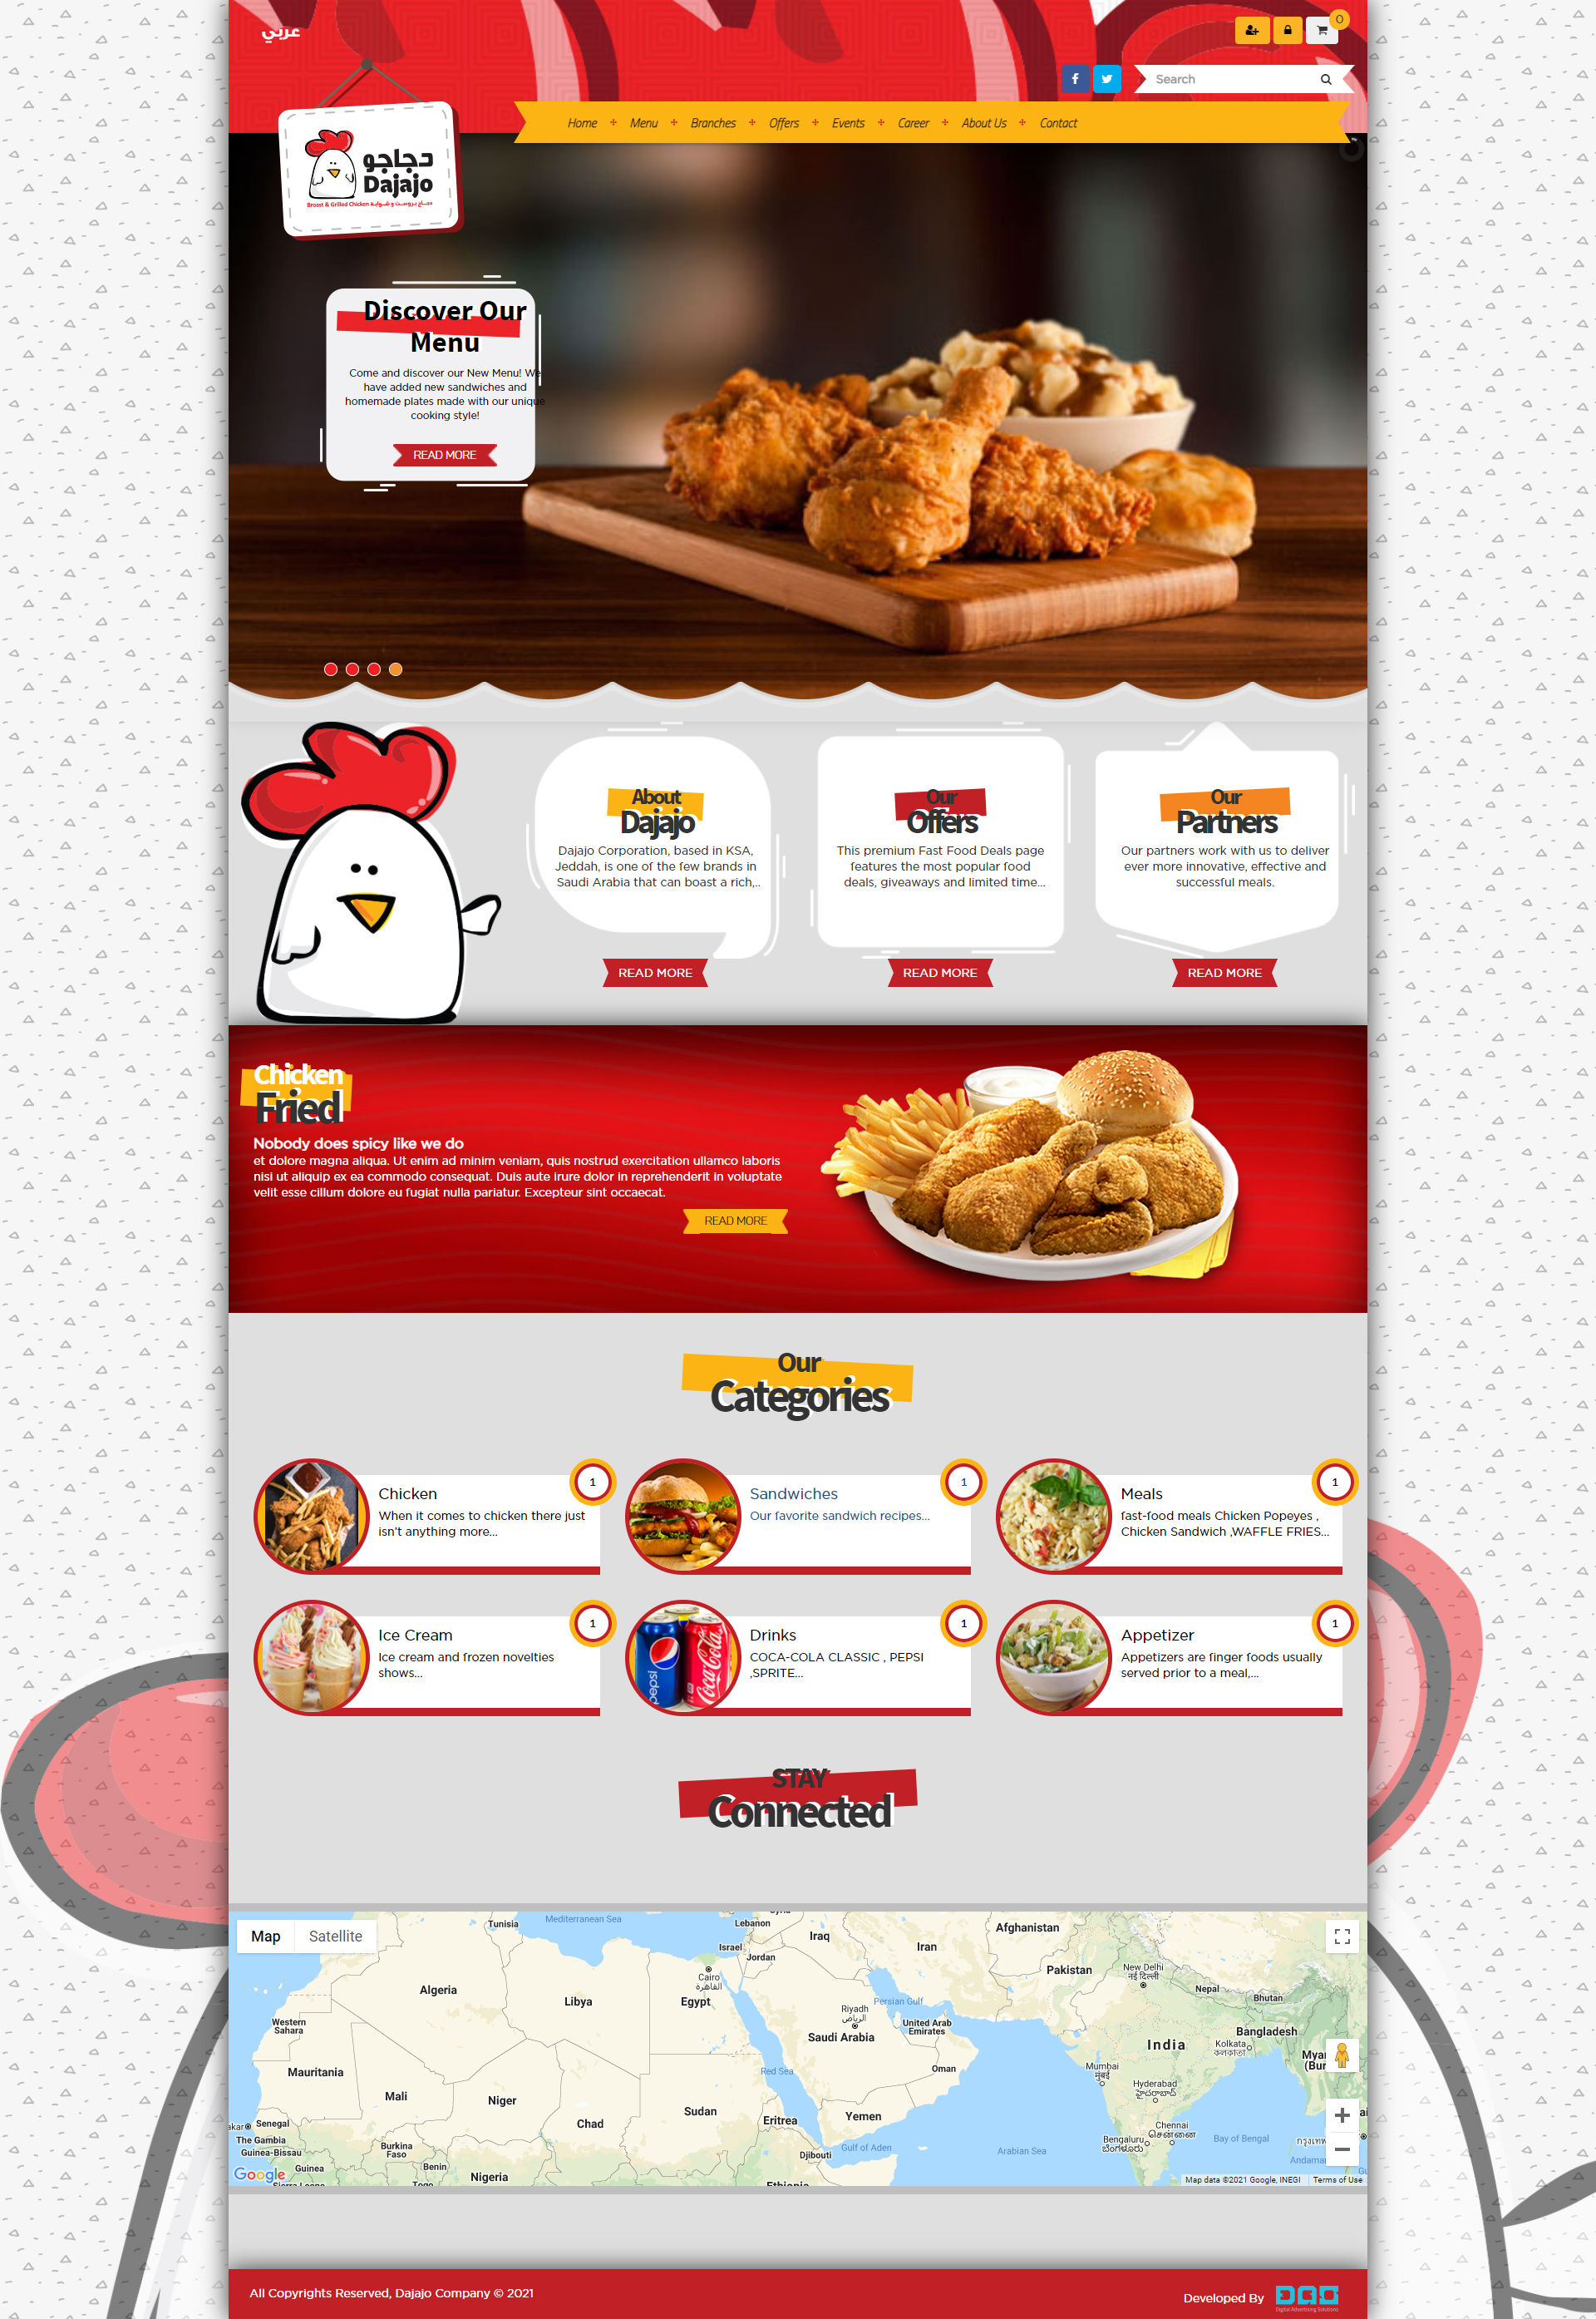 عربي
0
Search
Home
Menu
Branches
Offers
Events
Career
About Us
Contact
دجاجو
Dajajo
Broast & Grilled Chicken دجـاج بـروسـت و شـوايـة
Discover Our
Menu
Come and discover our New Menu! We
have added new sandwiches and
homemade plates made with our unique
cooking style!
READ MORE
About
Dajajo
Dajajo Corporation, based in KSA,
Jeddah, is one of the few brands in
Saudi Arabia that can boast a rich,..
READ MORE
Our
Offers
This premium Fast Food Deals page
features the most popular food
deals, giveaways and limited time...
READ MORE
Our
Partners
Our partners work with us to deliver
ever more innovative, effective and
successful meals.
READ MORE
Chicken
Fried
Nobody does spicy like we do
et dolore magna aliqua. Ut enim ad minim veniam, quis nostrud exercitation ullamco laboris
nisi ut aliquip ex ea commodo consequat. Duis aute irure dolor in reprehenderit in voluptate
velit esse cillum dolore eu fugiat nulla pariatur. Excepteur sint occaecat.
READ MORE
Our
Categories
Chicken
1
When it comes to chicken there just
isn't anything more...
Sandwiches
1
Our favorite sandwich recipes...
Meals
1
fast-food meals Chicken Popeyes ,
Chicken Sandwich ,WAFFLE FRIES...
Ice Cream
1
Ice cream and frozen novelties
shows...
pepsi
Coca-Cola
Drinks
1
COCA-COLA CLASSIC , PEPSI
,SPRITE...
Appetizer
1
Appetizers are finger foods usually
served prior to a meal,...
STAY
Connected
Map
Satellite
Tunisia
Mediterranean Sea
Lebanon
Israel
Jordan
Iraq
Iran
Afghanistan
Pakistan
New Delhi
नई दिल्ली
Nepal
Bhutan
Algeria
Libya
Cairo
القاهرة
Egypt
Persian Gulf
Riyadh
الرياض
Saudi Arabia
United Arab
Emirates
Western
Sahara
Bangladesh
India
Kolkata
কলকাতা
Mauritania
Mali
Niger
Chad
Sudan
Red Sea
Oman
Mumbai
मुंबई
Hyderabad
హైదరాబాద్
Eritrea
Yemen
Senegal
The Gambia
Guinea-Bissau
Guinea
Burkina
Faso
Benin
Nigeria
Djibouti
Gulf of Aden
Arabian Sea
Chennai
சென்னை
Bengaluru
ಬೆಂಗಳೂರು
Bay of Bengal
Google
Map data ©2021 Google, INEGI
Terms of Use
All Copyrights Reserved, Dajajo Company © 2021
Developed By
DAS
Digital Advertising Solutions